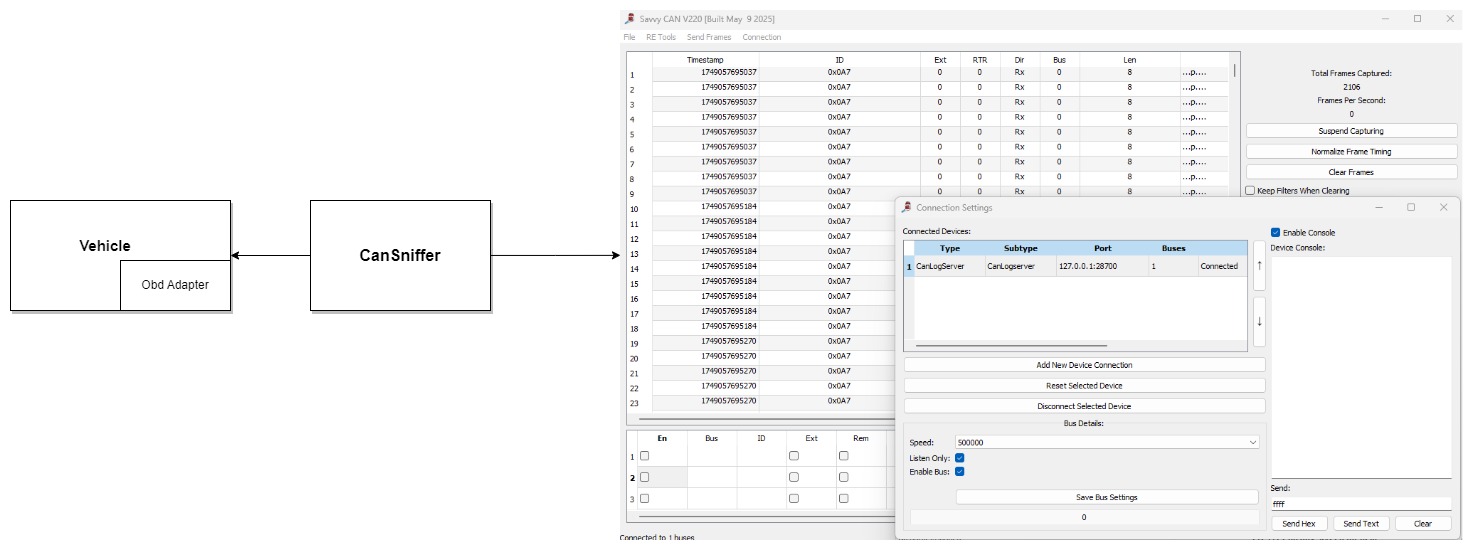 Vehicle
Obd Adapter
CanSniffer
Savvy CAN V220 [Built May 9 2025]
File RE Tools Send Frames Connection
Timestamp ID Ext RTR Dir Bus Len
1 1749057695037 0x0A7 0 0 Rx 0 8 ...p....
2 1749057695037 0x0A7 0 0 Rx 0 8 ...p....
3 1749057695037 0x0A7 0 0 Rx 0 8 ...p....
4 1749057695037 0x0A7 0 0 Rx 0 8 ...p....
5 1749057695037 0x0A7 0 0 Rx 0 8 ...p....
6 1749057695037 0x0A7 0 0 Rx 0 8 ...p....
7 1749057695037 0x0A7 0 0 Rx 0 8 ...p....
8 1749057695037 0x0A7 0 0 Rx 0 8 ...p....
9 1749057695037 0x0A7 0 0 Rx 0 8 ...p....
10 1749057695184 0x0A7
11 1749057695184 0x0A7
12 1749057695184 0x0A7
13 1749057695184 0x0A7
14 1749057695184 0x0A7
15 1749057695184 0x0A7
16 1749057695184 0x0A7
17 1749057695184 0x0A7
18 1749057695184 0x0A7
19 1749057695270 0x0A7
20 1749057695270 0x0A7
21 1749057695270 0x0A7
22 1749057695270 0x0A7
23 1749057695270 0x0A7
Total Frames Captured:
2106
Frames Per Second:
0
Suspend Capturing
Normalize Frame Timing
Clear Frames
Keep Filters When Clearing
En Bus ID Ext Rem
1
2
3
Connected to 1 buses
Connection Settings
Connected Devices:
Type Subtype Port Buses
1 CanLogServer CanLogserver 127.0.0.1:28700 1 Connected
Add New Device Connection
Reset Selected Device
Disconnect Selected Device
Bus Details:
Speed: 500000
Listen Only:
Enable Bus:
Save Bus Settings
0
Enable Console
Device Console:
Send:
ffff
Send Hex Send Text Clear